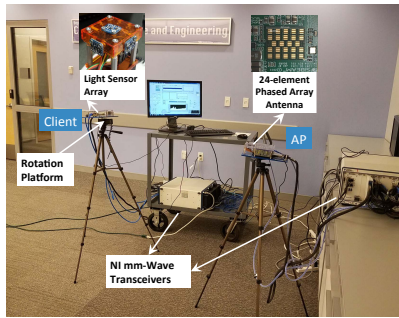 and Engineering
Light Sensor
Array
24-element
Phased Array
Antenna
Client
AP
Rotation
Platform
NI mm-Wave
Transceivers